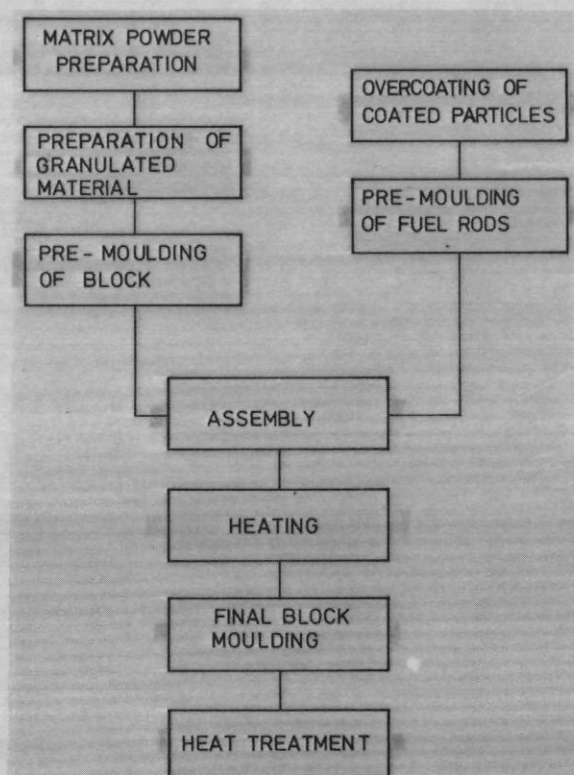 MATRIX POWDER
PREPARATION
PREPARATION OF
GRANULATED
MATERIAL
PRE-MOULDING
OF BLOCK
OVERCOATING OF
COATED PARTICLES
PRE-MOULDING
OF FUEL RODS
ASSEMBLY
HEATING
FINAL BLOCK
MOULDING
HEAT TREATMENT